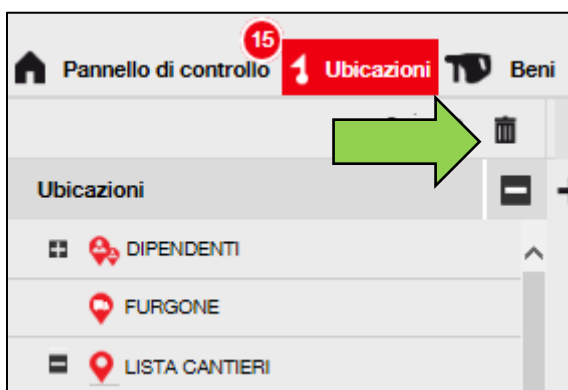 15
Pannello di controllo Ubicazioni Beni
Ubicazioni
DIPENDENTI
FURGONE
LISTA CANTIERI